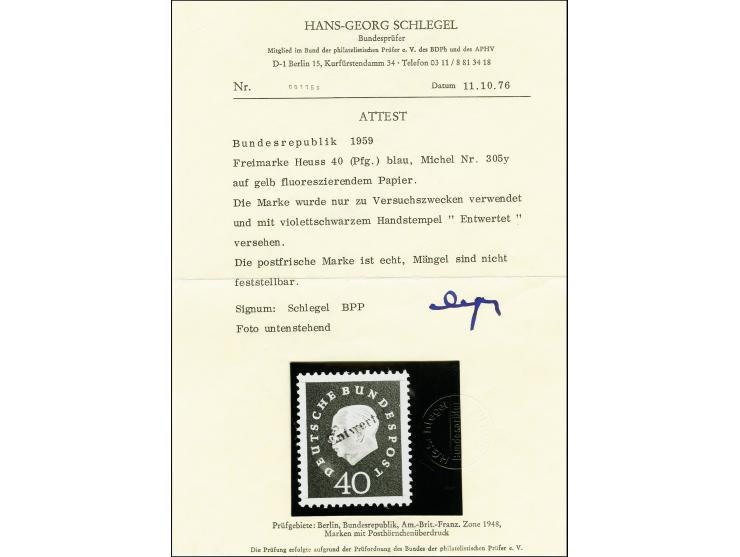 HANS-GEORG SCHLEGEL
Bundesprüfer
Mitglied im Bund der philatelistischen Prüfer e. V. des BDPh und des APHV
D-1 Berlin 15, Kurfürstendamm 34 · Telefon 03 11 / 8 81 34 18
Nr. Datum 11.10.76
ATTEST
Bundesrepublik 1959
Freimarke Heuss 40 (Pfg.) blau, Michel Nr. 305y
auf gelb fluoreszierendem Papier.
Die Marke wurde nur zu Versuchszwecken verwendet
und mit violettschwarzem Handstempel " Entwertet "
versehen.
Die postfrische Marke ist echt, Mängel sind nicht
feststellbar.
Signum: Schlegel BPP
Foto untenstehend
DEUTSCHE BUNDESPOST
Entwert
40
Bundesprüfer
Prüfgebiete: Berlin, Bundesrepublik, Am.-Brit.-Franz. Zone 1948,
Marken mit Posthörnchenüberdruck
Die Prüfung erfolgte aufgrund der Prüfordnung des Bundes der philatelistischen Prüfer e. V.